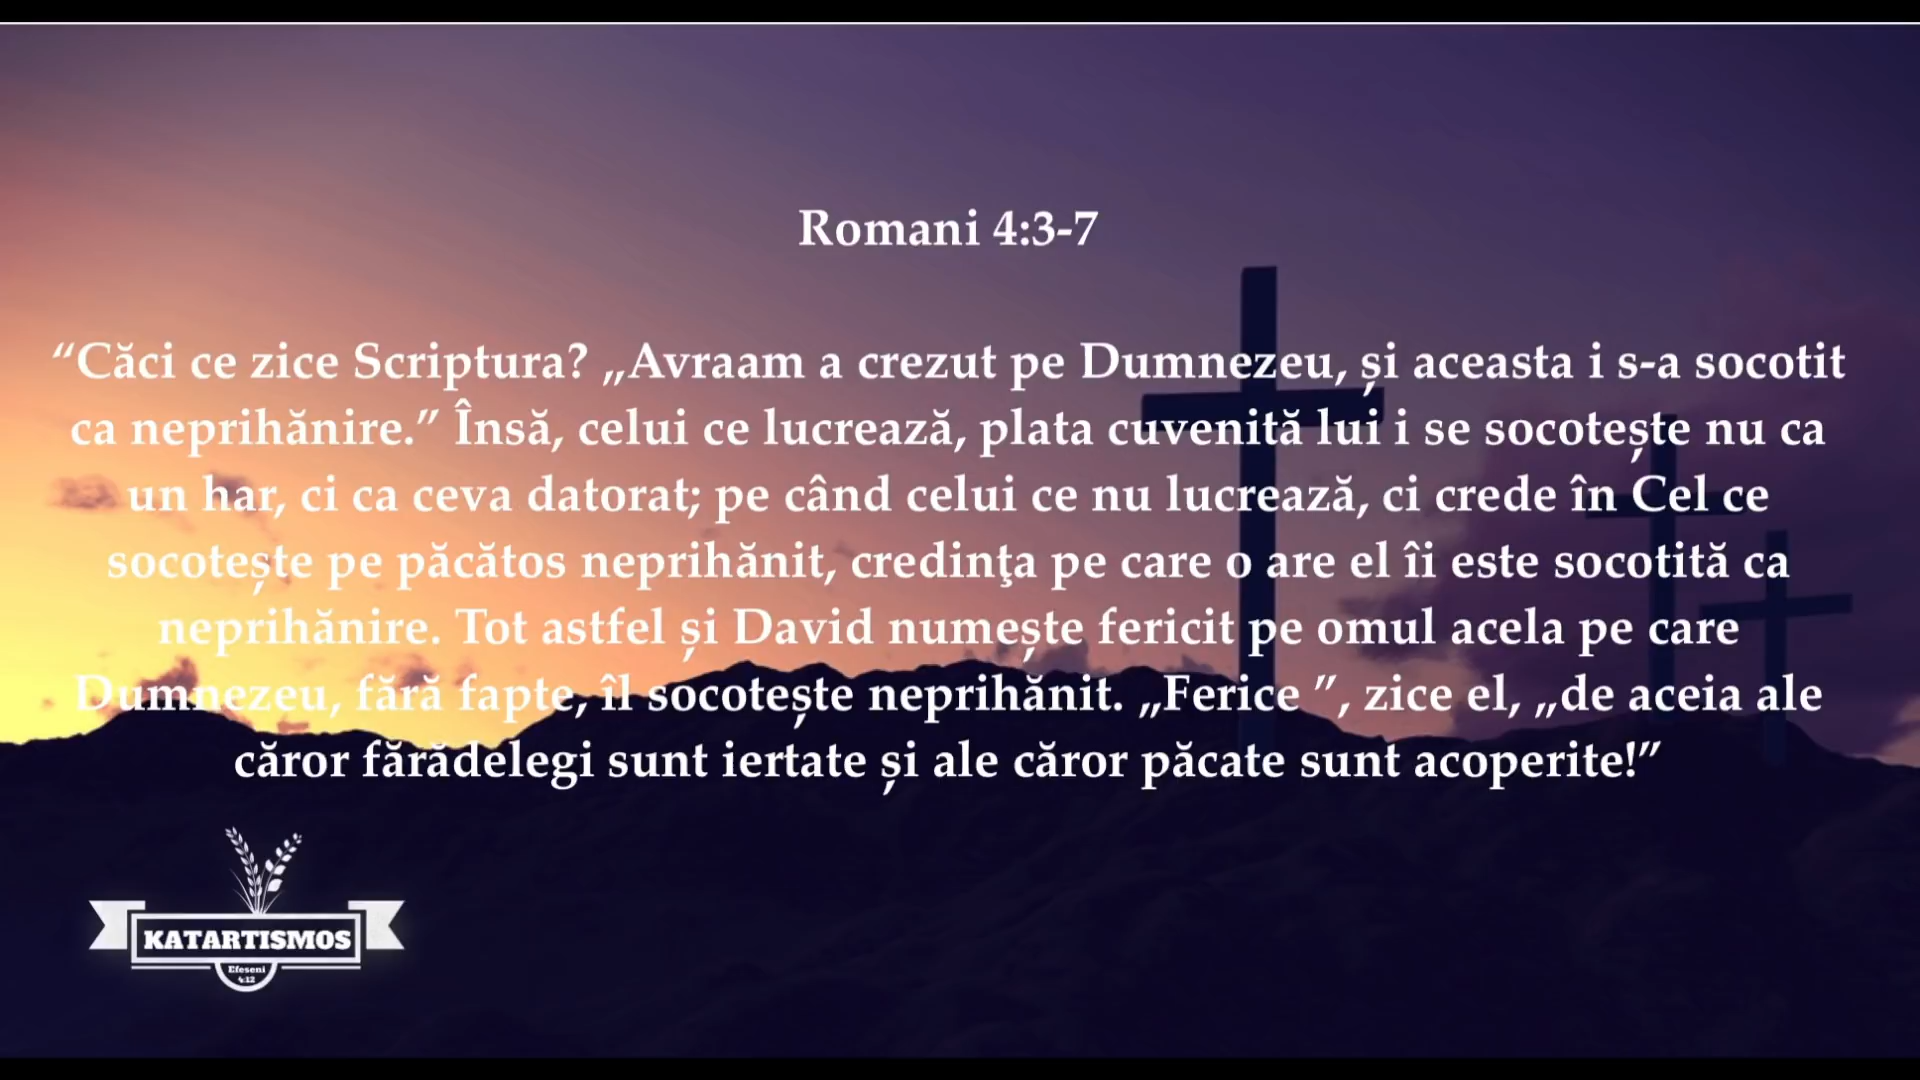 Romani 4:3-7
“Căci ce zice Scriptura? „Avraam a crezut pe Dumnezeu, și aceasta i s-a socotit
ca neprihănire.” Însă, celui ce lucrează, plata cuvenită lui i se socotește nu ca
un har, ci ca ceva datorat; pe când celui ce nu lucrează, ci crede în Cel ce
socotește pe păcătos neprihănit, credinţa pe care o are el îi este socotită ca
neprihănire. Tot astfel și David numește fericit pe omul acela pe care
Dumnezeu, fără fapte, îl socotește neprihănit. „Ferice ”, zice el, „de aceia ale
căror fărădelegi sunt iertate și ale căror păcate sunt acoperite!”
KATARTISMOS
Efeseni
4:12